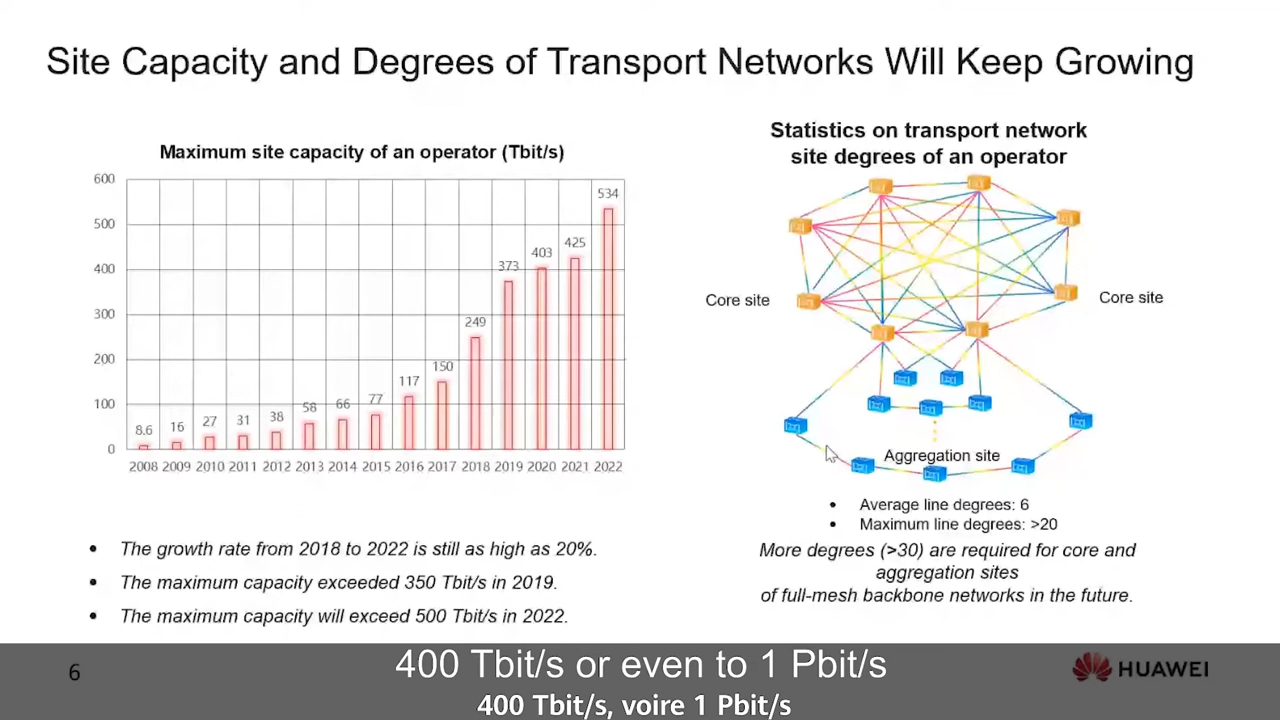 Site Capacity and Degrees of Transport Networks Will Keep Growing
Maximum site capacity of an operator (Tbit/s)
600
500
400
300
200
100
0
8.6
16
27
31
38
58
66
77
117
150
249
373
403
425
534
2008 2009 2010 2011 2012 2013 2014 2015 2016 2017 2018 2019 2020 2021 2022
• The growth rate from 2018 to 2022 is still as high as 20%.
• The maximum capacity exceeded 350 Tbit/s in 2019.
• The maximum capacity will exceed 500 Tbit/s in 2022.
Statistics on transport network
site degrees of an operator
Core site
Core site
Aggregation site
• Average line degrees: 6
• Maximum line degrees: >20
More degrees (>30) are required for core and
aggregation sites
of full-mesh backbone networks in the future.
6
400 Tbit/s or even to 1 Pbit/s
400 Tbit/s, voire 1 Pbit/s
HUAWEI